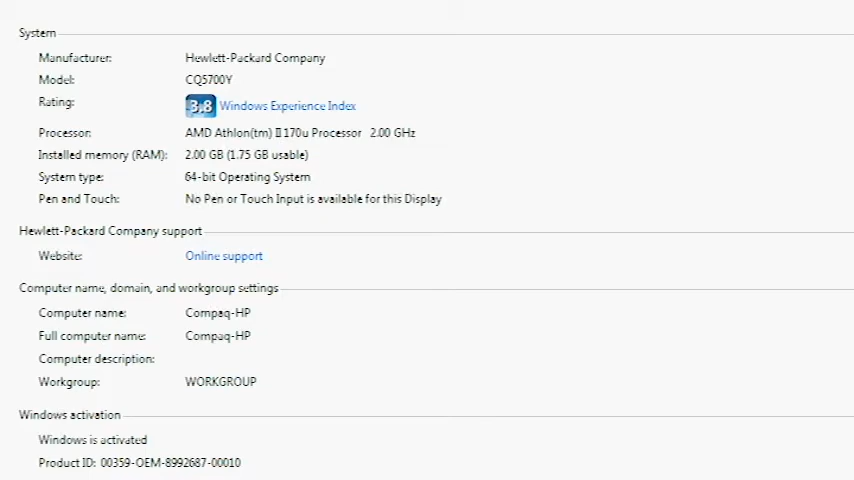 System
Manufacturer: Hewlett-Packard Company
Model: CQ5700Y
Rating: 3.8 Windows Experience Index
Processor: AMD Athlon(tm) II 170u Processor 2.00 GHz
Installed memory (RAM): 2.00 GB (1.75 GB usable)
System type: 64-bit Operating System
Pen and Touch: No Pen or Touch Input is available for this Display
Hewlett-Packard Company support
Website: Online support
Computer name, domain, and workgroup settings
Computer name: Compaq-HP
Full computer name: Compaq-HP
Computer description:
Workgroup: WORKGROUP
Windows activation
Windows is activated
Product ID: 00359-OEM-8992687-00010